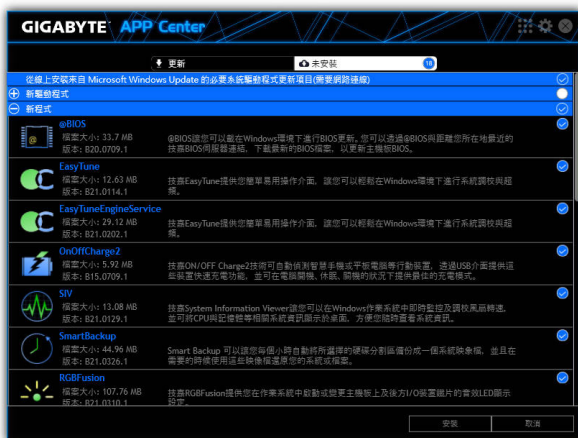 GIGABYTE APP Center
更新
未安裝 18
從線上安裝來自 Microsoft Windows Update 的必要系統驅動程式更新項目(需要網路連線)
新驅動程式
新程式
@BIOS
檔案大小: 33.7 MB
版本: B20.0709.1
@BIOS讓您可以載在Windows環境下進行BIOS更新。您可以透過@BIOS與距離您所在地最近的
技嘉BIOS伺服器連結，下載最新的BIOS檔案，以更新主機板BIOS。
EasyTune
檔案大小: 12.63 MB
版本: B21.0114.1
技嘉EasyTune提供您簡單易用操作介面，讓您可以輕鬆在Windows環境下進行系統調校與超
頻。
EasyTuneEngineService
檔案大小: 29.12 MB
版本: B21.0202.1
技嘉EasyTune提供您簡單易用操作介面，讓您可以輕鬆在Windows環境下進行系統調校與超
頻。
OnOffCharge2
檔案大小: 5.92 MB
版本: B15.0709.1
技嘉ON/OFF Charge2技術可自動偵測智慧手機或平板電腦等行動裝置，透過USB介面提供這
些裝置快速充電功能，並可在電腦開機、休眠、關機的狀況下提供最佳的充電模式。
SIV
檔案大小: 13.08 MB
版本: B21.0129.1
技嘉System Information Viewer讓您可以在Windows作業系統中即時監控及調校風扇轉速，
並可將CPU與記憶體等相關系統資訊顯示於桌面，方便您隨時查看系統資訊。
SmartBackup
檔案大小: 44.96 MB
版本: B21.0326.1
Smart Backup 可以讓您每個小時自動將所選擇的硬碟分割區備份成一個系統映象檔，並且在
需要的時候使用這些映像檔還原您的系統或檔案。
RGBFusion
檔案大小: 107.76 MB
版本: B21.0310.1
技嘉RGBFusion提供您在作業系統中啟動或變更主機板上及後方I/O裝置鐵片的音效LED顯示
設定。
安裝
取消